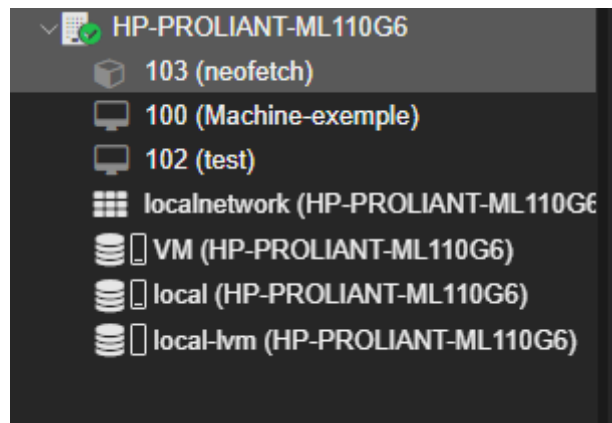 HP-PROLIANT-ML110G6
103 (neofetch)
100 (Machine-exemple)
102 (test)
localnetwork (HP-PROLIANT-ML110G6
VM (HP-PROLIANT-ML110G6)
local (HP-PROLIANT-ML110G6)
local-lvm (HP-PROLIANT-ML110G6)